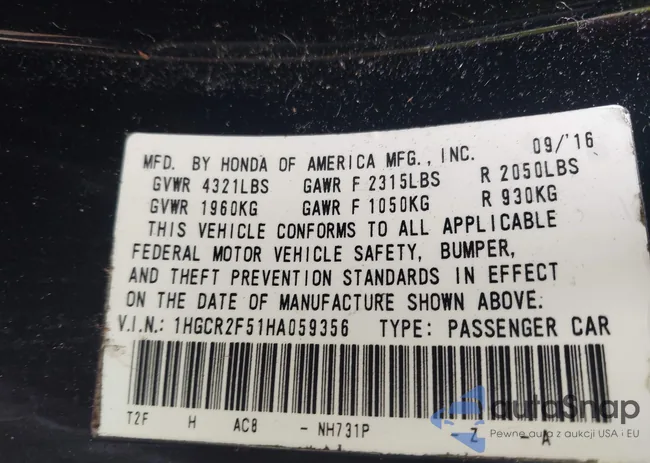 MFD. BY HONDA OF AMERICA MFG., INC. 09/'16
GVWR 4321LBS GAWR F 2315LBS R 2050LBS
GVWR 1960KG GAWR F 1050KG R 930KG
THIS VEHICLE CONFORMS TO ALL APPLICABLE
FEDERAL MOTOR VEHICLE SAFETY, BUMPER,
AND THEFT PREVENTION STANDARDS IN EFFECT
ON THE DATE OF MANUFACTURE SHOWN ABOVE.
V.I.N.: 1HGCR2F51HA059356 TYPE: PASSENGER CAR
T2F H AC8 - NH731P Z - A
autoSnap
Pewne auta z aukcji USA i EU